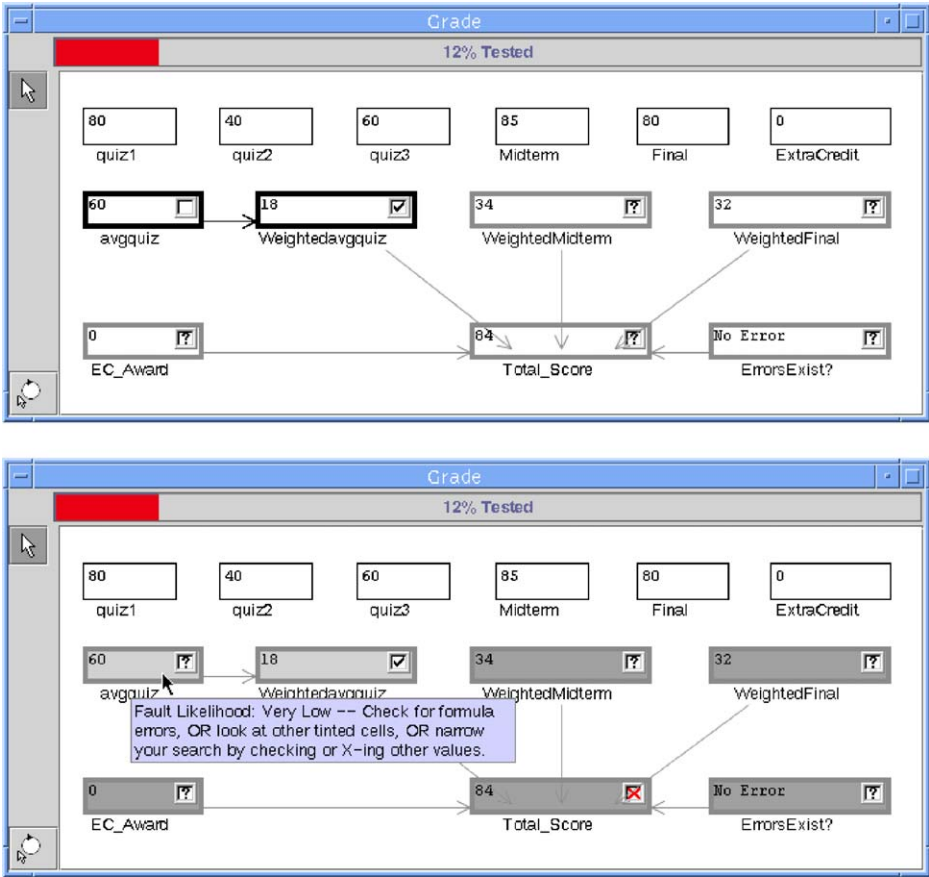 Grade
12% Tested
80 40 60 85 80 0
quiz1 quiz2 quiz3 Midterm Final ExtraCredit
60 18 34 ? 32 ?
avgquiz Weightedavgquiz WeightedMidterm WeightedFinal
0 ? 84 ? No Error ?
EC_Award Total_Score ErrorsExist?
Grade
12% Tested
80 40 60 85 80 0
quiz1 quiz2 quiz3 Midterm Final ExtraCredit
60 ? 18 34 ? 32 ?
avgquiz Weightedavgquiz WeightedMidterm WeightedFinal
Fault Likelihood: Very Low -- Check for formula
errors, OR look at other tinted cells, OR narrow
your search by checking or X-ing other values.
0 ? 84 No Error ?
EC_Award Total_Score ErrorsExist?